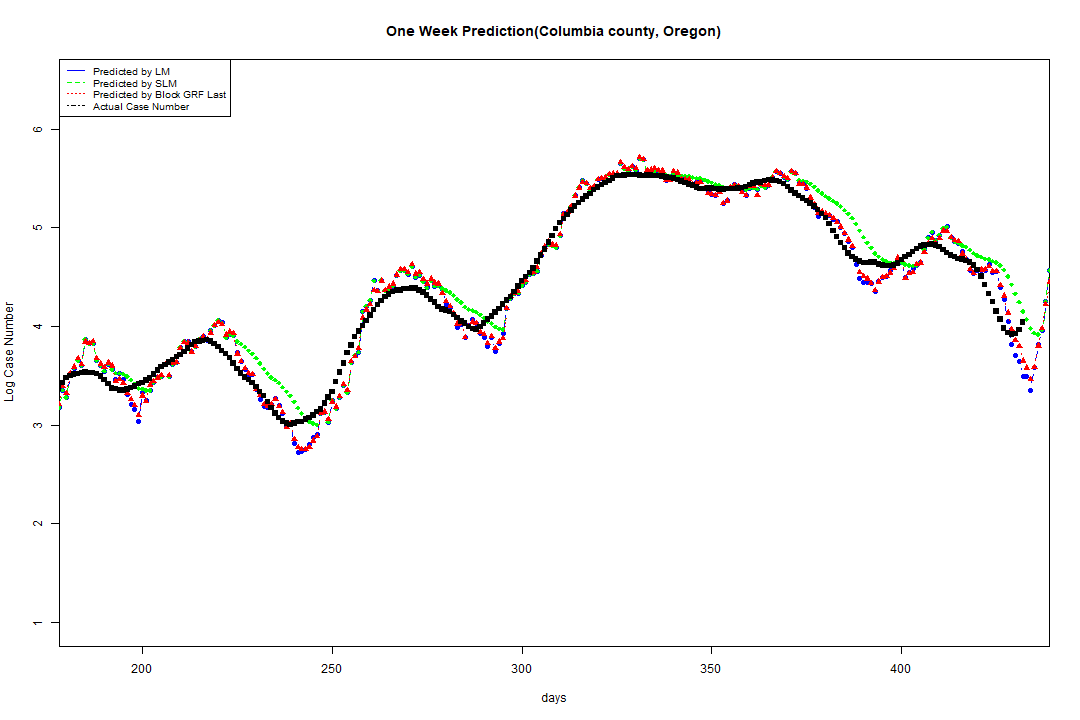 One Week Prediction(Columbia county, Oregon)
Predicted by LM
Predicted by SLM
Predicted by Block GRF Last
Actual Case Number
6
5
4
3
2
1
Log Case Number
200 250 300 350 400
days